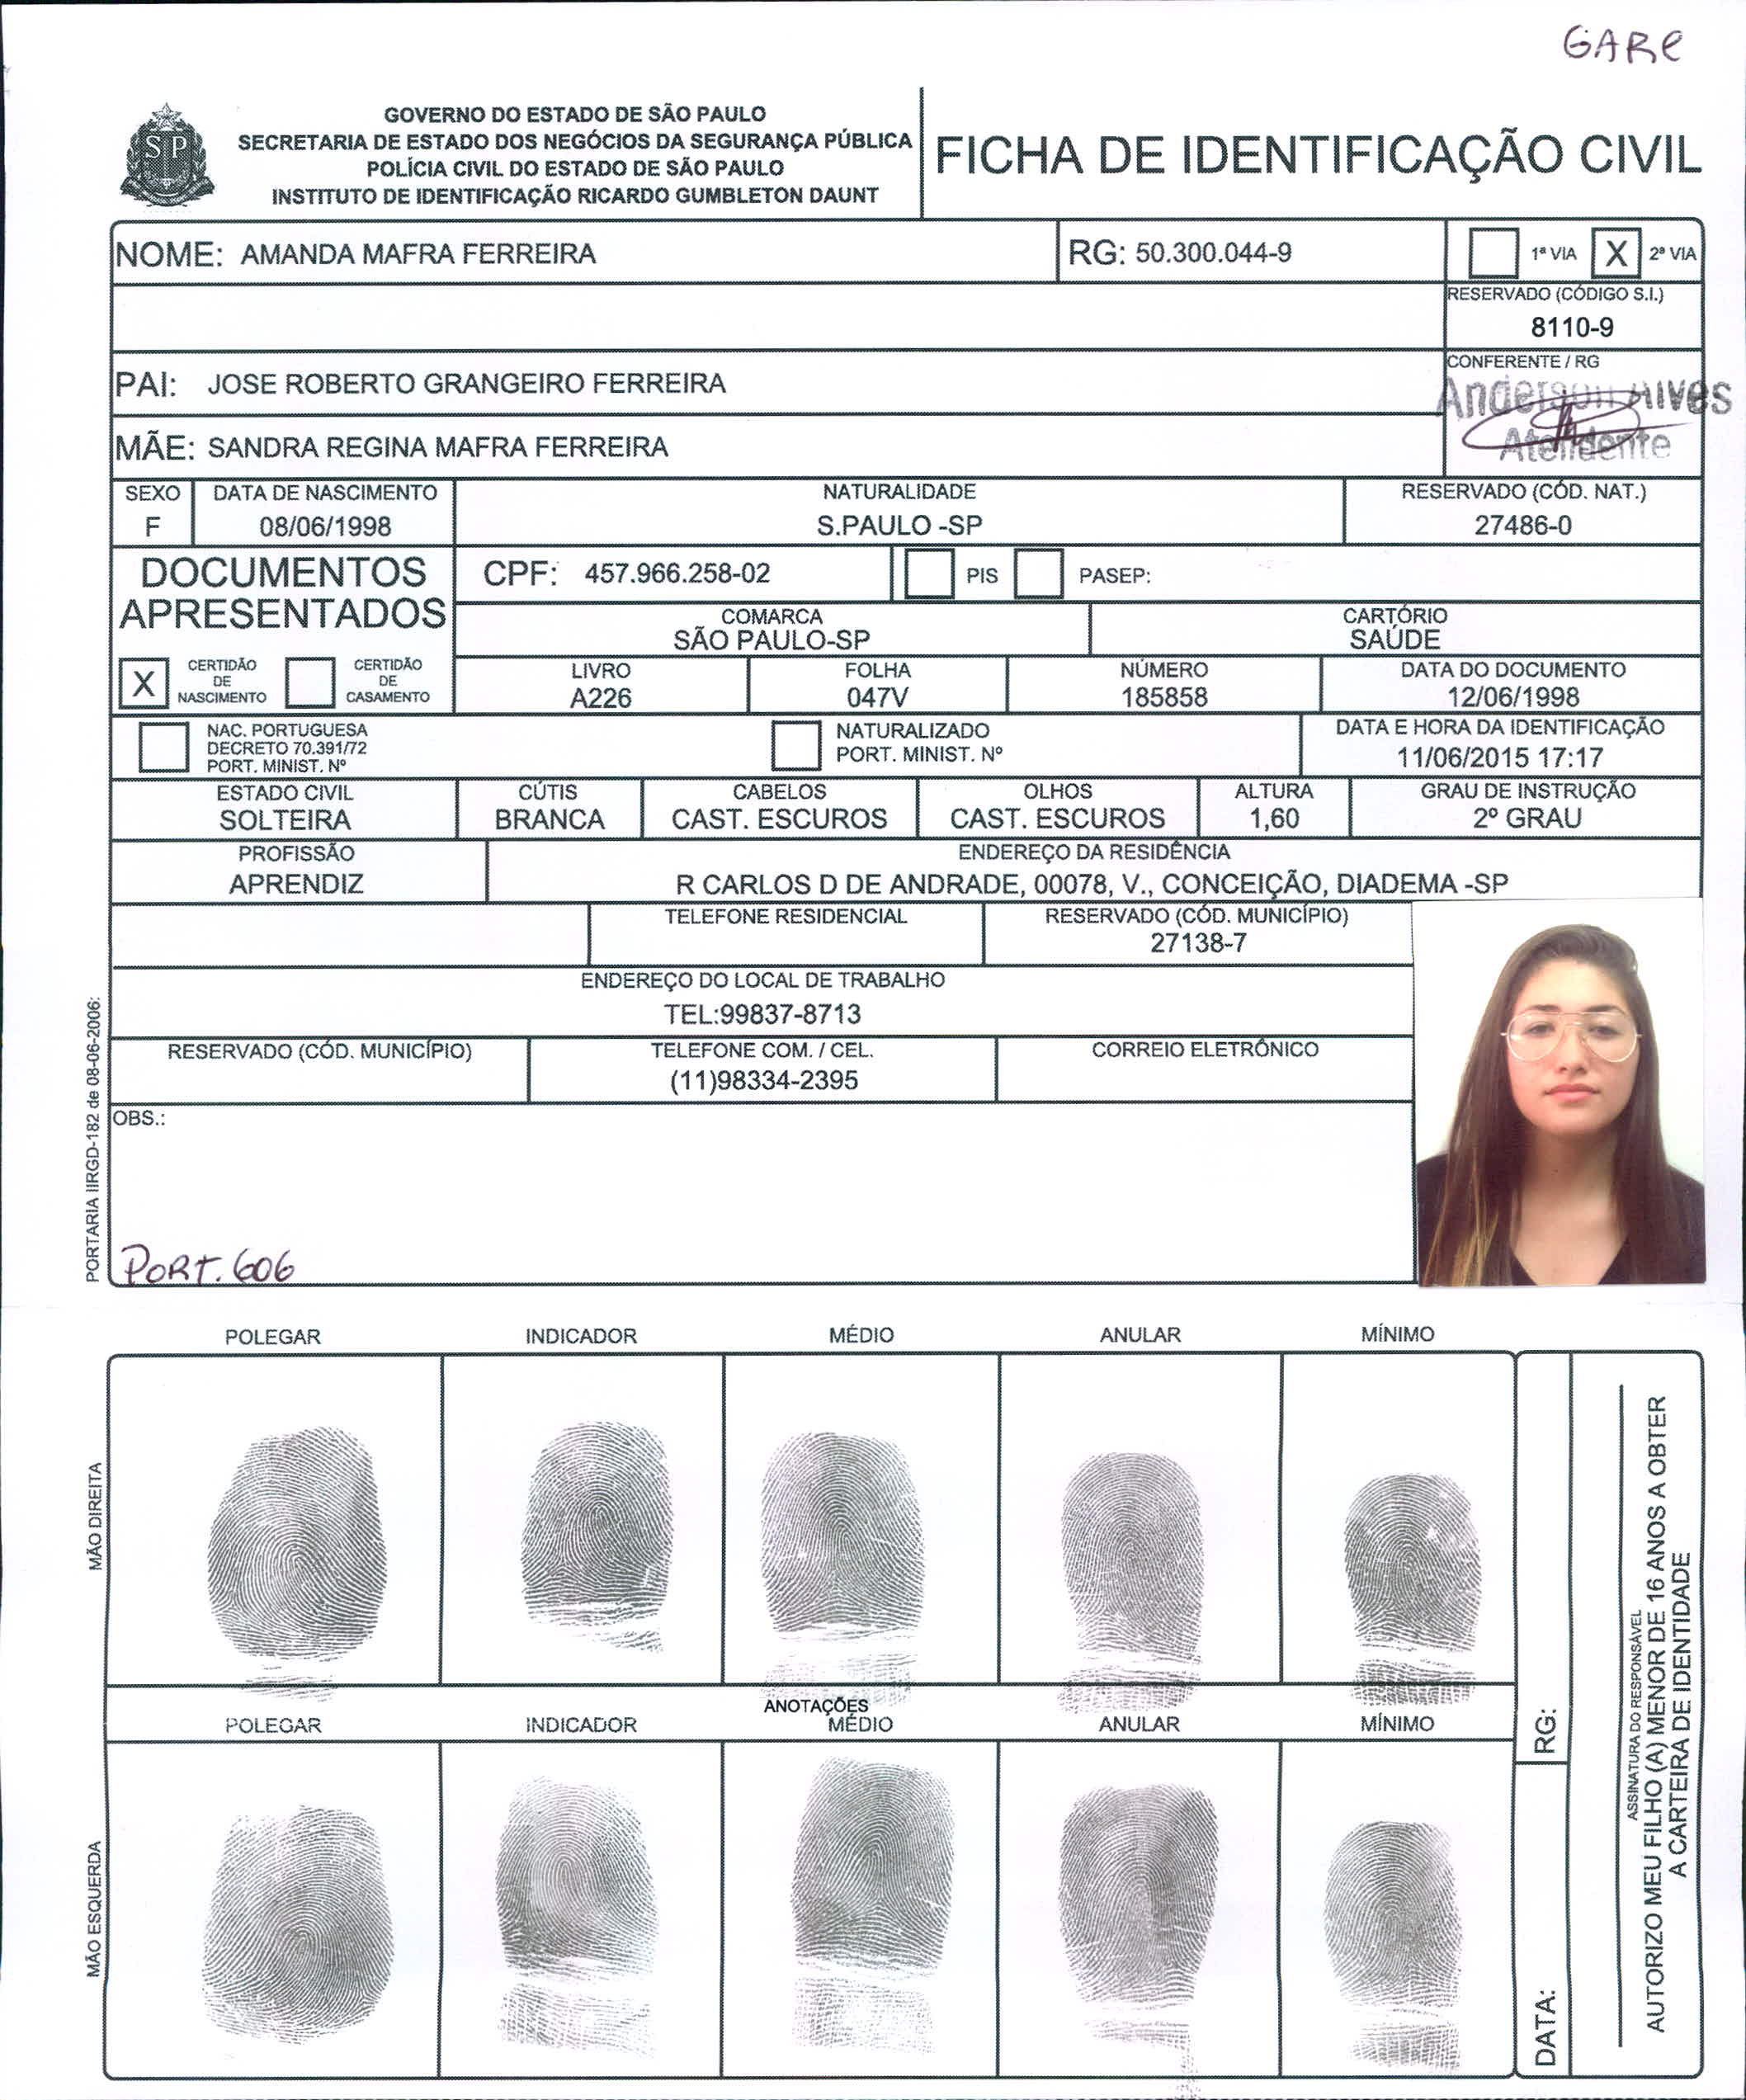 GARE
GOVERNO DO ESTADO DE SÃO PAULO
SECRETARIA DE ESTADO DOS NEGÓCIOS DA SEGURANÇA PÚBLICA
POLÍCIA CIVIL DO ESTADO DE SÃO PAULO
INSTITUTO DE IDENTIFICAÇÃO RICARDO GUMBLETON DAUNT
SP
FICHA DE IDENTIFICAÇÃO CIVIL
NOME: AMANDA MAFRA FERREIRA RG: 50.300.044-9 1ª VIA X 2ª VIA
RESERVADO (CÓDIGO S.I.)
8110-9
PAI: JOSE ROBERTO GRANGEIRO FERREIRA
CONFERENTE / RG
Anderson Alves
Atendente
MÃE: SANDRA REGINA MAFRA FERREIRA
SEXO DATA DE NASCIMENTO NATURALIDADE RESERVADO (CÓD. NAT.)
F 08/06/1998 S.PAULO -SP 27486-0
DOCUMENTOS
APRESENTADOS
CPF: 457.966.258-02 PIS PASEP:
COMARCA CARTÓRIO
SÃO PAULO-SP SAÚDE
X CERTIDÃO DE NASCIMENTO CERTIDÃO DE CASAMENTO
LIVRO FOLHA NÚMERO DATA DO DOCUMENTO
A226 047V 185858 12/06/1998
NAC. PORTUGUESA
DECRETO 70.391/72
PORT. MINIST. Nº
NATURALIZADO
PORT. MINIST. Nº
DATA E HORA DA IDENTIFICAÇÃO
11/06/2015 17:17
ESTADO CIVIL CÚTIS CABELOS OLHOS ALTURA GRAU DE INSTRUÇÃO
SOLTEIRA BRANCA CAST. ESCUROS CAST. ESCUROS 1,60 2º GRAU
PROFISSÃO ENDEREÇO DA RESIDÊNCIA
APRENDIZ R CARLOS D DE ANDRADE, 00078, V., CONCEIÇÃO, DIADEMA -SP
TELEFONE RESIDENCIAL RESERVADO (CÓD. MUNICÍPIO)
27138-7
ENDEREÇO DO LOCAL DE TRABALHO
TEL:99837-8713
RESERVADO (CÓD. MUNICÍPIO) TELEFONE COM. / CEL. CORREIO ELETRÔNICO
(11)98334-2395
OBS.:
PORT. 606
PORTARIA IIRGD-182 de 08-06-2006:
POLEGAR INDICADOR MÉDIO ANULAR MÍNIMO
MÃO DIREITA
ANOTAÇÕES
POLEGAR INDICADOR MÉDIO ANULAR MÍNIMO
MÃO ESQUERDA
RG:
DATA:
ASSINATURA DO RESPONSÁVEL
AUTORIZO MEU FILHO (A) MENOR DE 16 ANOS A OBTER
A CARTEIRA DE IDENTIDADE